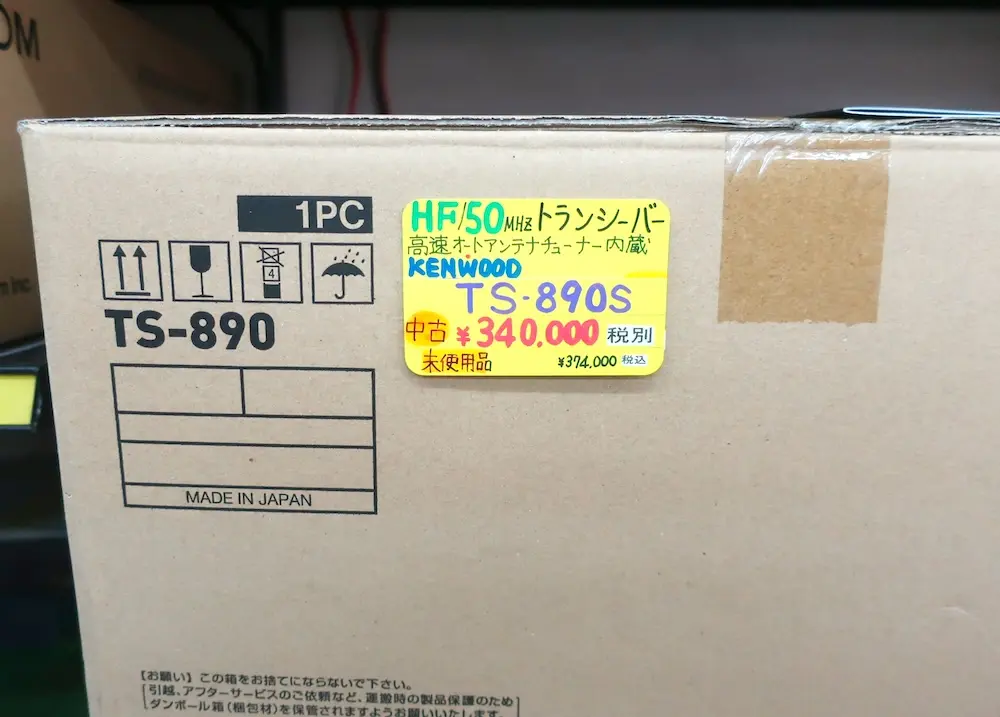 OM
1PC
4
TS-890
MADE IN JAPAN
HF/50MHz トランシーバー
高速オートアンテナチューナー内蔵
KENWOOD
TS-890S
中古 ¥340,000 税別
未使用品 ¥374,000 税込
m Inc.
【お願い】この箱をお捨てにならないで下さい。
引越、アフターサービスのご依頼など、運搬時の製品保護のため
ダンボール箱(梱包材)を保管されますようお願いいたします。